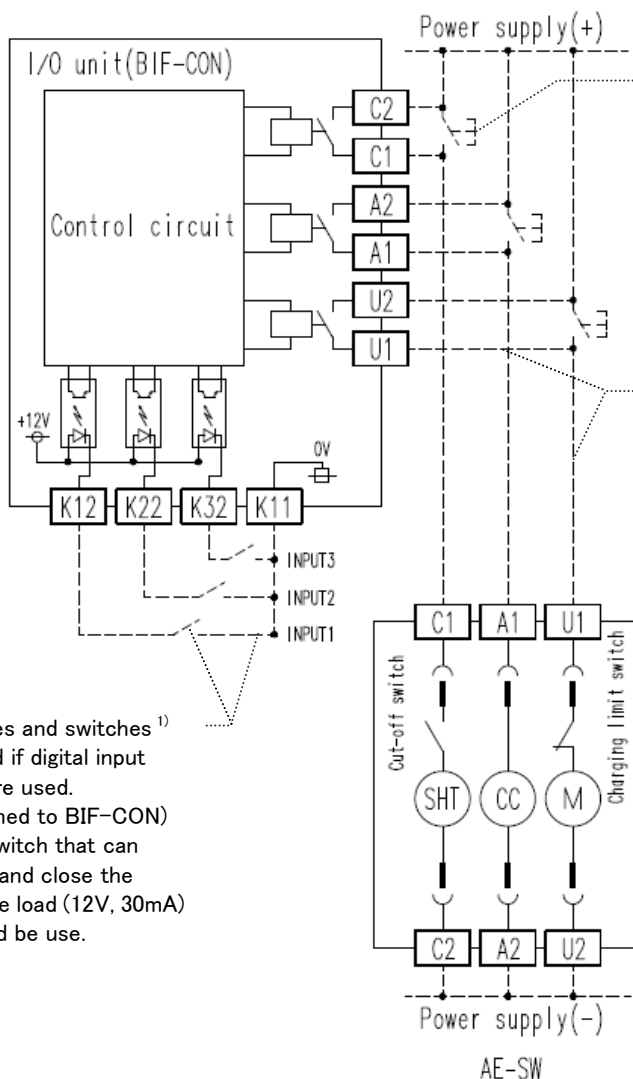 Power supply(+)
I/O unit(BIF-CON)
C2
C1
Control circuit
A2
A1
U2
U1
+12V
0V
K12 K22 K32 K11
INPUT3
INPUT2
INPUT1
C1 A1 U1
Cut-off switch
Charging limit switch
es and switches 1)
d if digital input
re used.
ned to BIF-CON)
witch that can
and close the
e load (12V, 30mA)
d be use.
SHT CC M
C2 A2 U2
Power supply(-)
AE-SW